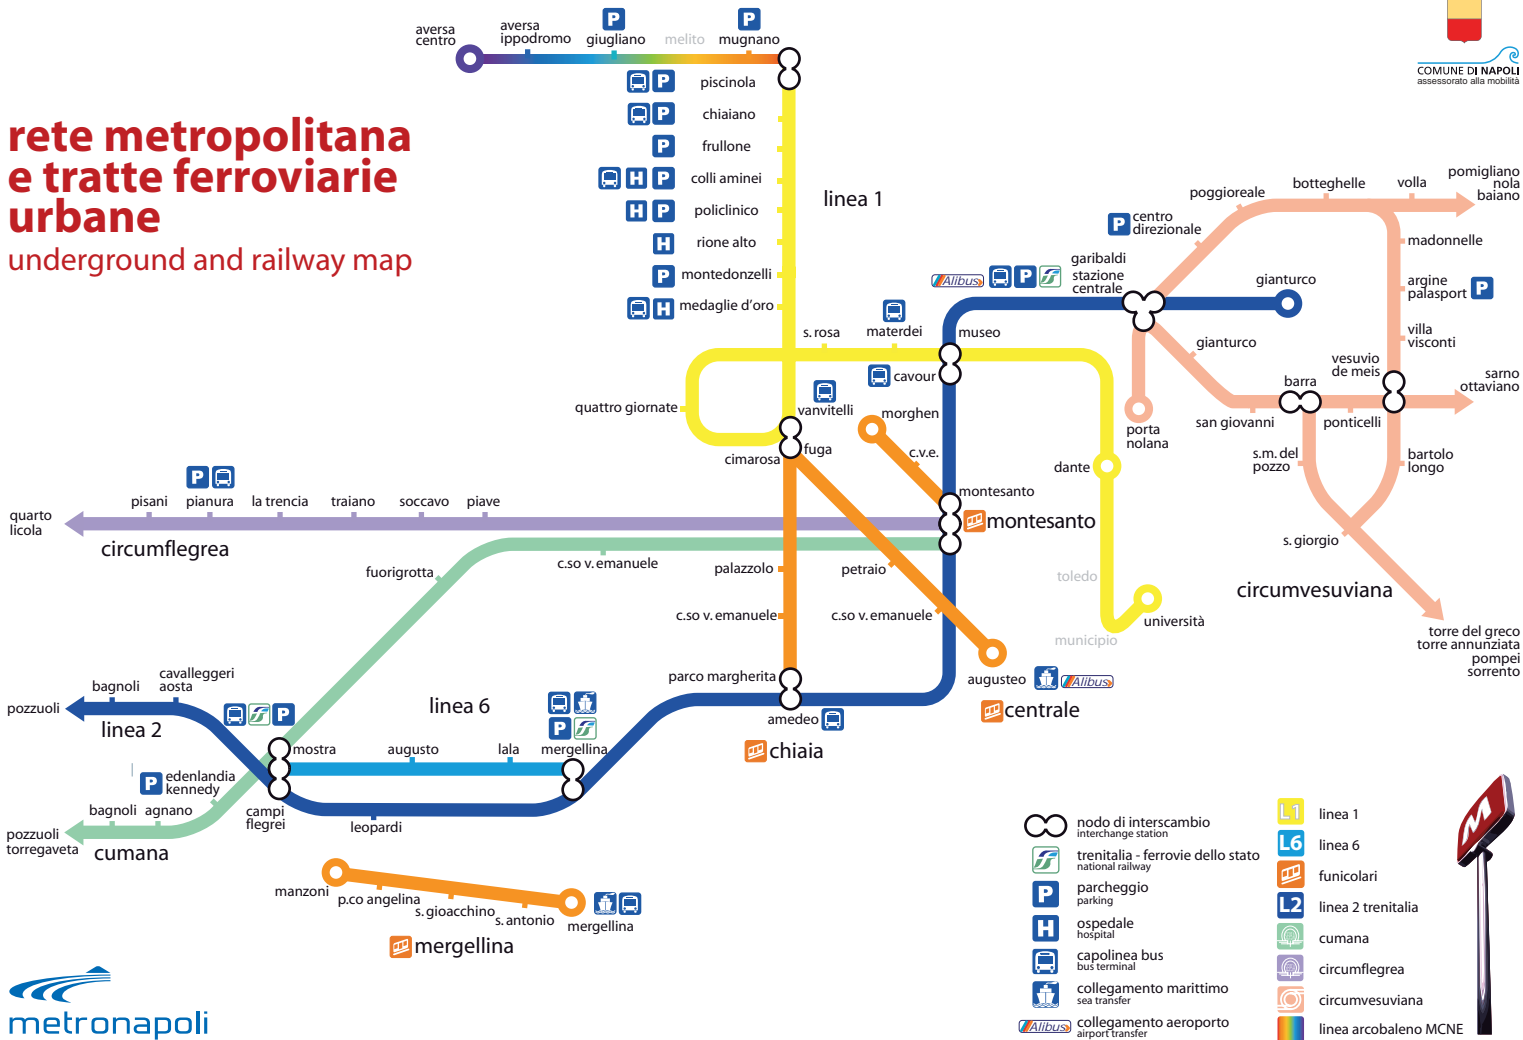 rete metropolitana
e tratte ferroviarie
urbane
underground and railway map
COMUNE DI NAPOLI
assessorato alla mobilità
aversa
centro
aversa
ippodromo
P
giugliano
melito
P
mugnano
P
piscinola
P
chiaiano
P
frullone
H P
colli aminei
H P
policlinico
H
rione alto
P
montedonzelli
H
medaglie d'oro
linea 1
s. rosa
materdei
museo
cavour
quattro giornate
vanvitelli
cimarosa
fuga
morghen
c.v.e.
montesanto
montesanto
dante
toledo
municipio
università
Alibus
P
garibaldi
stazione
centrale
P
centro
direzionale
poggioreale
botteghelle
volla
pomigliano
nola
baiano
madonnelle
argine
palasport
P
villa
visconti
vesuvio
de meis
sarno
ottaviano
gianturco
gianturco
barra
san giovanni
ponticelli
porta
nolana
s.m. del
pozzo
bartolo
longo
s. giorgio
circumvesuviana
torre del greco
torre annunziata
pompei
sorrento
quarto
licola
pisani
P
pianura
la trencia
traiano
soccavo
piave
circumflegrea
fuorigrotta
c.so v. emanuele
palazzolo
c.so v. emanuele
parco margherita
petraio
c.so v. emanuele
augusteo
Alibus
centrale
amedeo
chiaia
pozzuoli
bagnoli
cavalleggeri
aosta
linea 2
P
mostra
linea 6
augusto
lala
P
mergellina
campi
flegrei
leopardi
P
edenlandia
kennedy
bagnoli
agnano
pozzuoli
torregaveta
cumana
manzoni
p.co angelina
s. gioacchino
s. antonio
mergellina
mergellina
metronapoli
nodo di interscambio
interchange station
trenitalia - ferrovie dello stato
national railway
P
parcheggio
parking
H
ospedale
hospital
capolinea bus
bus terminal
collegamento marittimo
sea transfer
Alibus
collegamento aeroporto
airport transfer
L1
linea 1
L6
linea 6
funicolari
L2
linea 2 trenitalia
cumana
circumflegrea
circumvesuviana
linea arcobaleno MCNE
M